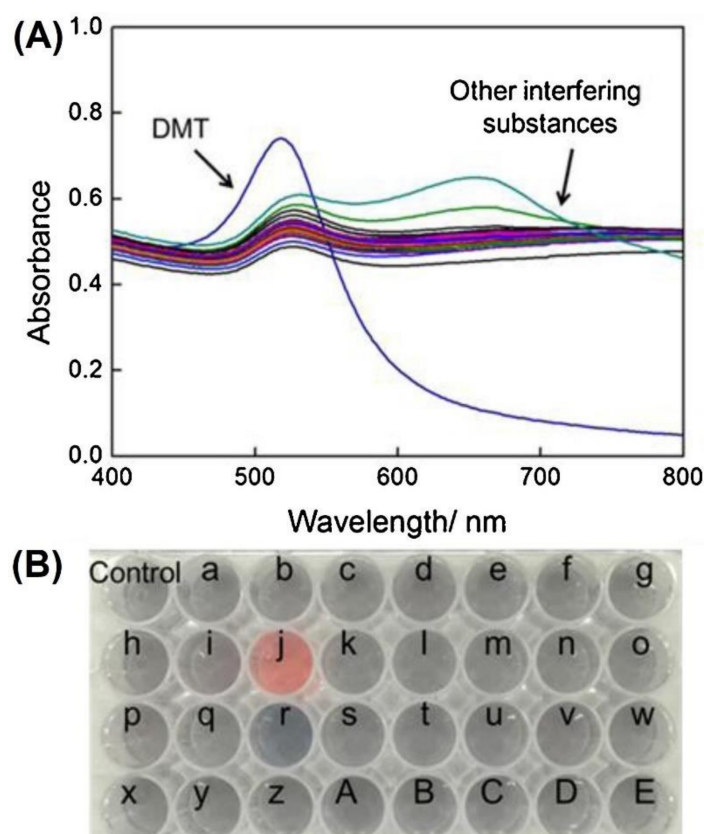 (A)
1.0
0.8
0.6
0.4
0.2
0.0
Absorbance
DMT
Other interfering
substances
400 500 600 700 800
Wavelength/ nm
(B)
Control a b c d e f g
h i j k l m n o
p q r s t u v w
x y z A B C D E